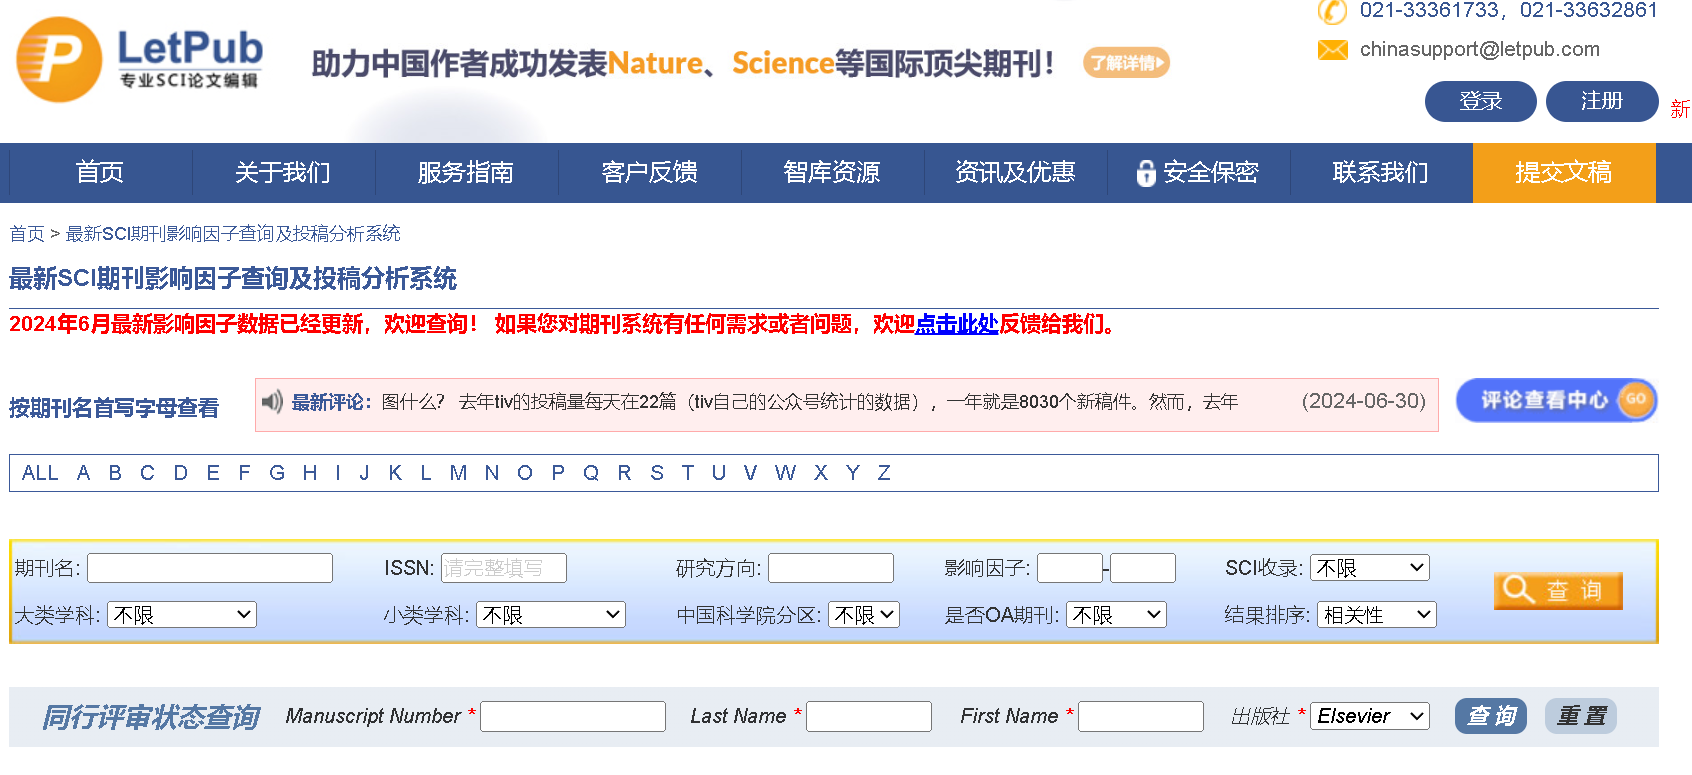 021-33361733，021-33632861
LetPub
专业SCI论文编辑
助力中国作者成功发表Nature、Science等国际顶尖期刊！ 了解详情
chinasupport@letpub.com
登录 注册 新
首页 关于我们 服务指南 客户反馈 智库资源 资讯及优惠 安全保密 联系我们 提交文稿
首页 > 最新SCI期刊影响因子查询及投稿分析系统
最新SCI期刊影响因子查询及投稿分析系统
2024年6月最新影响因子数据已经更新，欢迎查询！ 如果您对期刊系统有任何需求或者问题，欢迎点击此处反馈给我们。
按期刊名首写字母查看 最新评论：图什么？ 去年tiv的投稿量每天在22篇（tiv自己的公众号统计的数据），一年就是8030个新稿件。然而，去年 (2024-06-30) 评论查看中心 GO
ALL A B C D E F G H I J K L M N O P Q R S T U V W X Y Z
期刊名: ISSN: 请完整填写 研究方向: 影响因子: - SCI收录: 不限
查 询
大类学科: 不限 小类学科: 不限 中国科学院分区: 不限 是否OA期刊: 不限 结果排序: 相关性
同行评审状态查询 Manuscript Number * Last Name * First Name * 出版社 * Elsevier 查 询 重 置